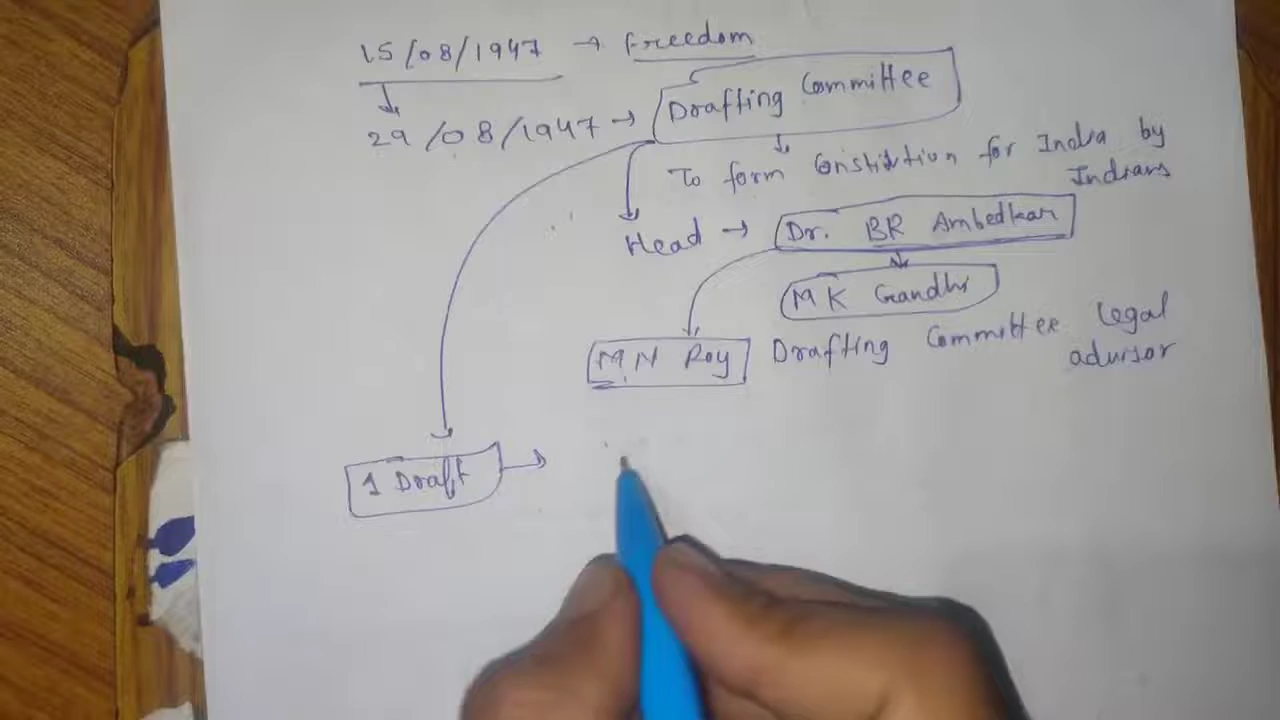 15/08/1947 → Freedom
29/08/1947 → Drafting Committee
To form Constitution for India by
Indians
Head → Dr. BR Ambedkar
MK Gandhi
M.N Roy Drafting Committee legal
advisor
1 Draft →